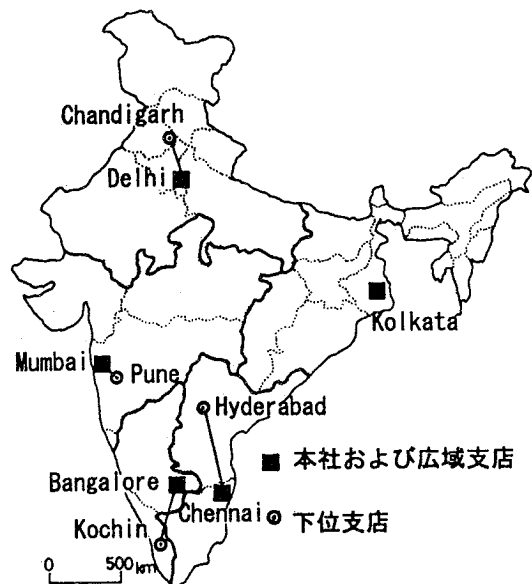 Chandigarh
Delhi
Kolkata
Mumbai
Pune
Hyderabad
本社および広域支店
Bangalore
Chennai
下位支店
Kochin
0 500km